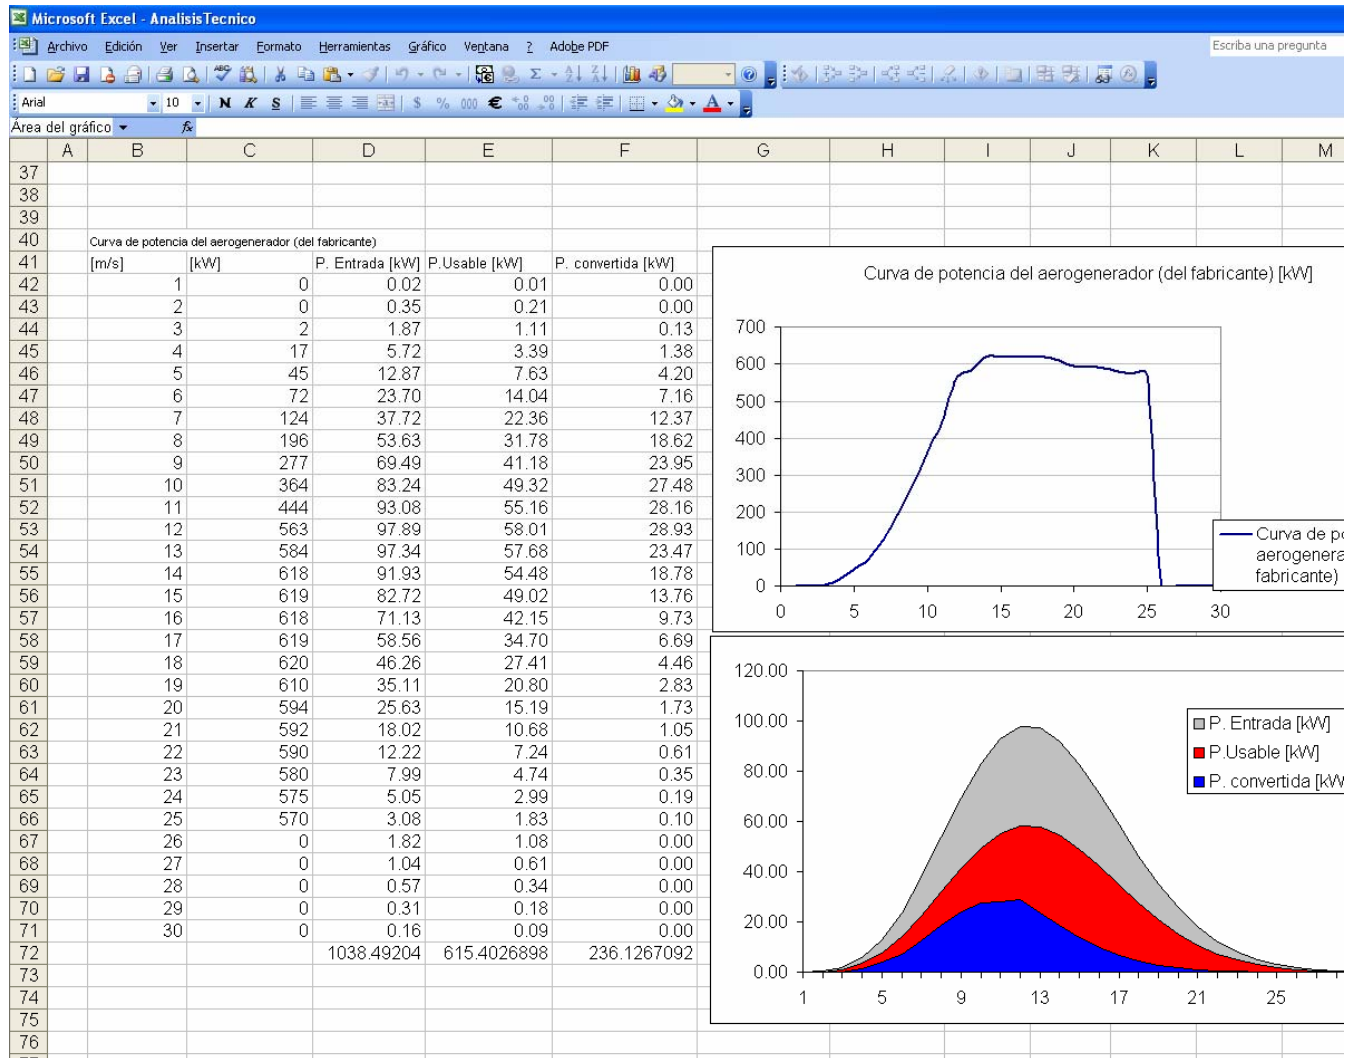 Microsoft Excel - AnalisisTecnico
Archivo Edición Ver Insertar Formato Herramientas Gráfico Ventana ? Adobe PDF Escriba una pregunta
Arial 10 N K S $ % 000 €
Área del gráfico fx
A B C D E F G H I J K L M
37
38
39
40 Curva de potencia del aerogenerador (del fabricante)
41 [m/s] [kW] P. Entrada [kW] P.Usable [kW] P. convertida [kW]
42 1 0 0.02 0.01 0.00
43 2 0 0.35 0.21 0.00
44 3 2 1.87 1.11 0.13
45 4 17 5.72 3.39 1.38
46 5 45 12.87 7.63 4.20
47 6 72 23.70 14.04 7.16
48 7 124 37.72 22.36 12.37
49 8 196 53.63 31.78 18.62
50 9 277 69.49 41.18 23.95
51 10 364 83.24 49.32 27.48
52 11 444 93.08 55.16 28.16
53 12 563 97.89 58.01 28.93
54 13 584 97.34 57.68 23.47
55 14 618 91.93 54.48 18.78
56 15 619 82.72 49.02 13.76
57 16 618 71.13 42.15 9.73
58 17 619 58.56 34.70 6.69
59 18 620 46.26 27.41 4.46
60 19 610 35.11 20.80 2.83
61 20 594 25.63 15.19 1.73
62 21 592 18.02 10.68 1.05
63 22 590 12.22 7.24 0.61
64 23 580 7.99 4.74 0.35
65 24 575 5.05 2.99 0.19
66 25 570 3.08 1.83 0.10
67 26 0 1.82 1.08 0.00
68 27 0 1.04 0.61 0.00
69 28 0 0.57 0.34 0.00
70 29 0 0.31 0.18 0.00
71 30 0 0.16 0.09 0.00
72 1038.49204 615.4026898 236.1267092
73
74
75
76
Curva de potencia del aerogenerador (del fabricante) [kW]
700
600
500
400
300
200
100
0
0 5 10 15 20 25 30
Curva de po
aerogenera
fabricante)
120.00
100.00
80.00
60.00
40.00
20.00
0.00
1 5 9 13 17 21 25
P. Entrada [kW]
P.Usable [kW]
P. convertida [kW